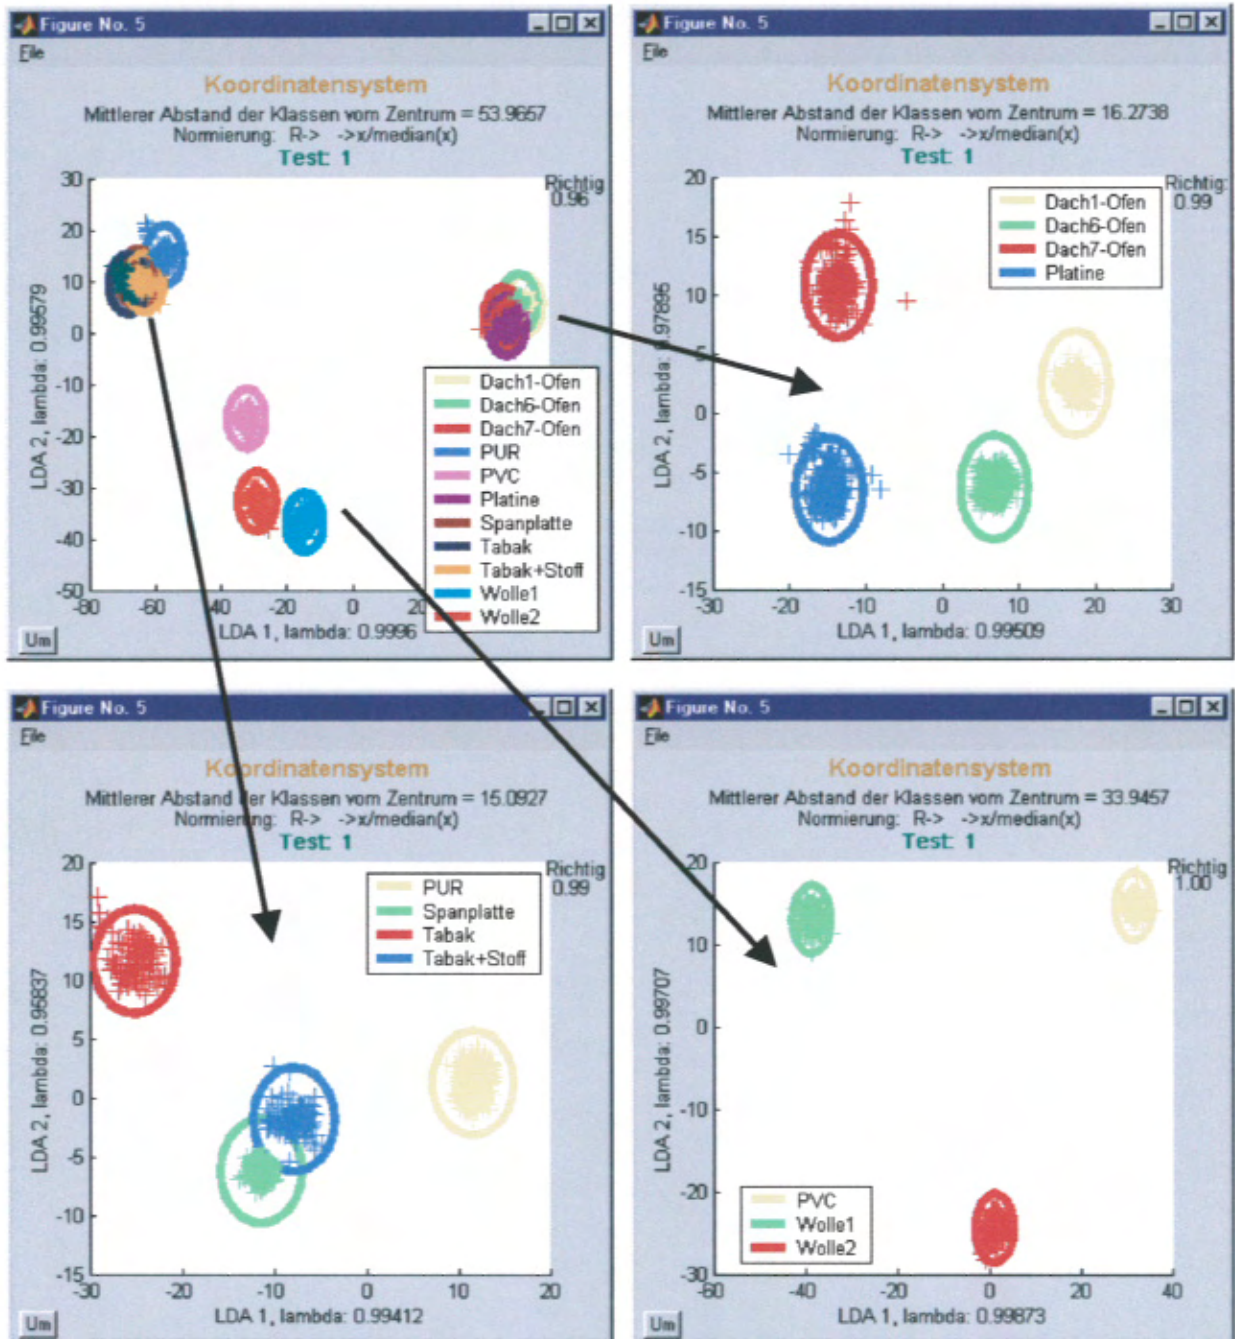 Figure No. 5
File
Koordinatensystem
Mittlerer Abstand der Klassen vom Zentrum = 53.9657
Normierung: R-> ->x/median(x)
Test: 1
Richtig
0.96
30
20
10
0
-10
-20
-30
-40
-50
LDA 2, lambda: 0.99579
Dach1-Ofen
Dach6-Ofen
Dach7-Ofen
PUR
PVC
Platine
Spanplatte
Tabak
Tabak+Stoff
Wolle1
Wolle2
-80
-60
-40
-20
0
LDA 1, lambda: 0.9996
Um
Figure No. 5
File
Koordinatensystem
Mittlerer Abstand der Klassen vom Zentrum = 16.2738
Normierung: R-> ->x/median(x)
Test: 1
Richtig:
0.99
20
15
10
5
0
-5
-10
-15
LDA 2, lambda: 0.97895
Dach1-Ofen
Dach6-Ofen
Dach7-Ofen
Platine
-30
-20
-10
0
10
20
30
LDA 1, lambda: 0.99509
Um
Figure No. 5
File
Koordinatensystem
Mittlerer Abstand der Klassen vom Zentrum = 15.0927
Normierung: R-> ->x/median(x)
Test: 1
Richtig
0.99
20
15
10
5
0
-5
-10
-15
LDA 2, lambda: 0.95837
PUR
Spanplatte
Tabak
Tabak+Stoff
-30
-20
-10
0
10
20
LDA 1, lambda: 0.99412
Um
Figure No. 5
File
Koordinatensystem
Mittlerer Abstand der Klassen vom Zentrum = 33.9457
Normierung: R-> ->x/median(x)
Test: 1
Richtig
1.00
20
10
0
-10
-20
-30
LDA 2, lambda: 0.99707
PVC
Wolle1
Wolle2
-60
-40
-20
0
20
40
LDA 1, lambda: 0.99873
Um